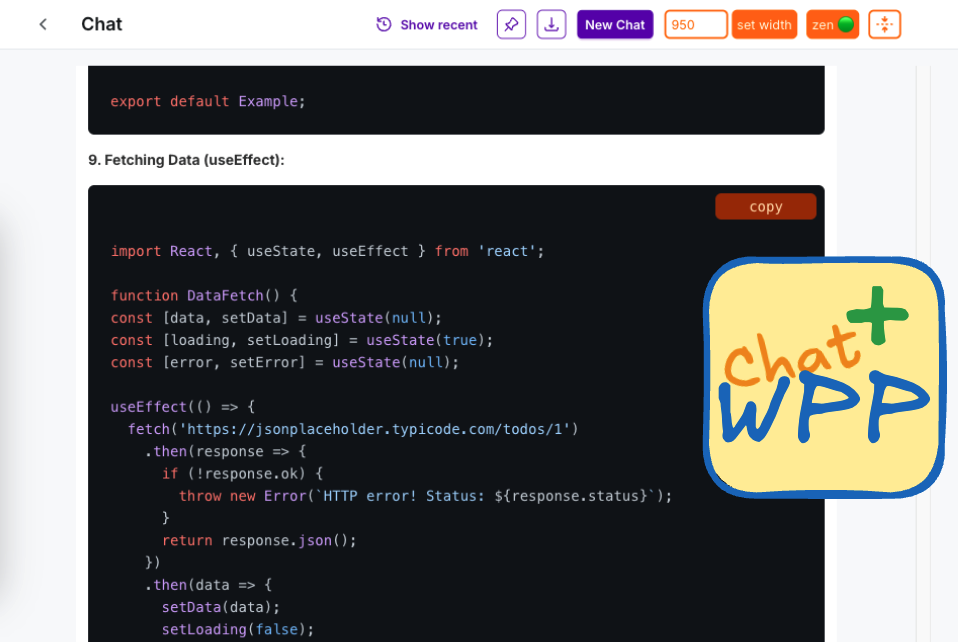 Chat
Show recent
New Chat
950
set width
zen
export default Example;
9. Fetching Data (useEffect):
copy
import React, { useState, useEffect } from 'react';
function DataFetch() {
const [data, setData] = useState(null);
const [loading, setLoading] = useState(true);
const [error, setError] = useState(null);
useEffect(() => {
fetch('https://jsonplaceholder.typicode.com/todos/1')
.then(response => {
if (!response.ok) {
throw new Error(`HTTP error! Status: ${response.status}`);
}
return response.json();
})
.then(data => {
setData(data);
setLoading(false);
Chat+
WPP